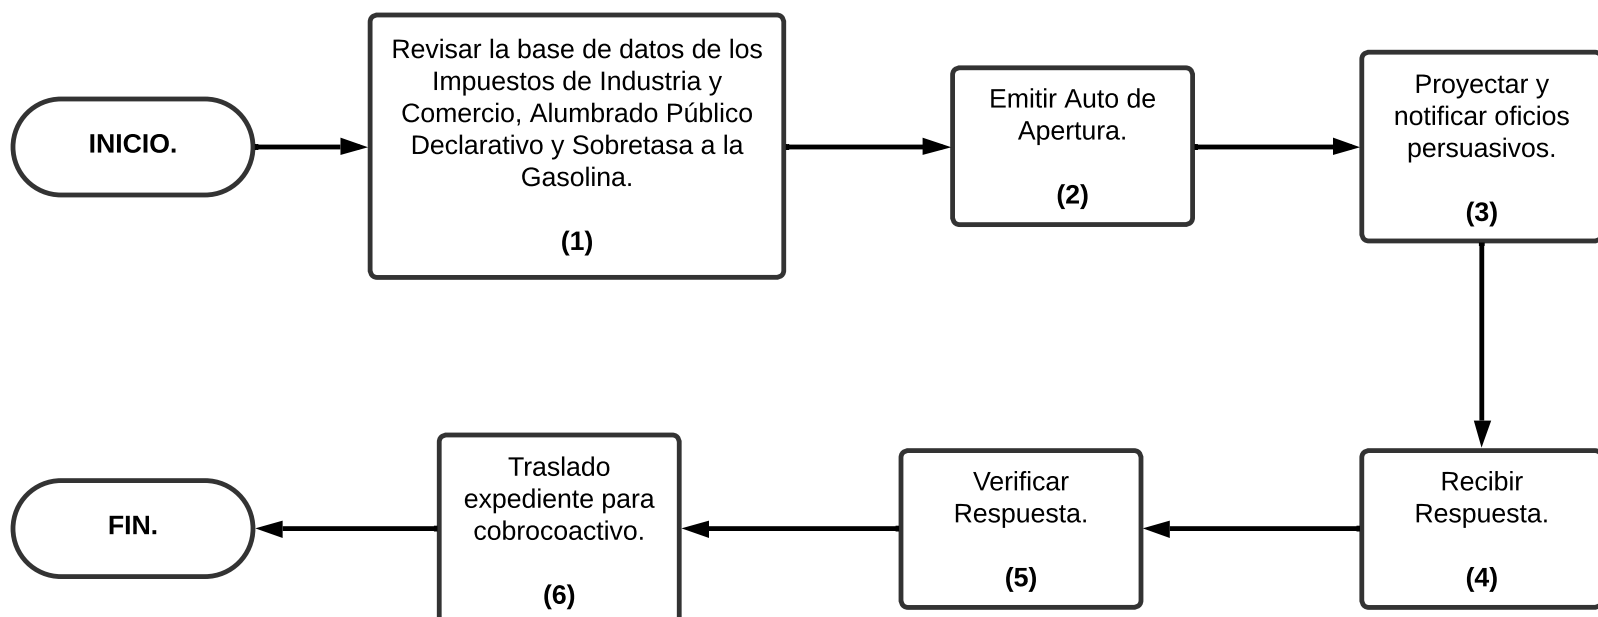 INICIO.
Revisar la base de datos de los
Impuestos de Industria y
Comercio, Alumbrado Público
Declarativo y Sobretasa a la
Gasolina.
(1)
Emitir Auto de
Apertura.
(2)
Proyectar y
notificar oficios
persuasivos.
(3)
Recibir
Respuesta.
(4)
Verificar
Respuesta.
(5)
Traslado
expediente para
cobrocoactivo.
(6)
FIN.